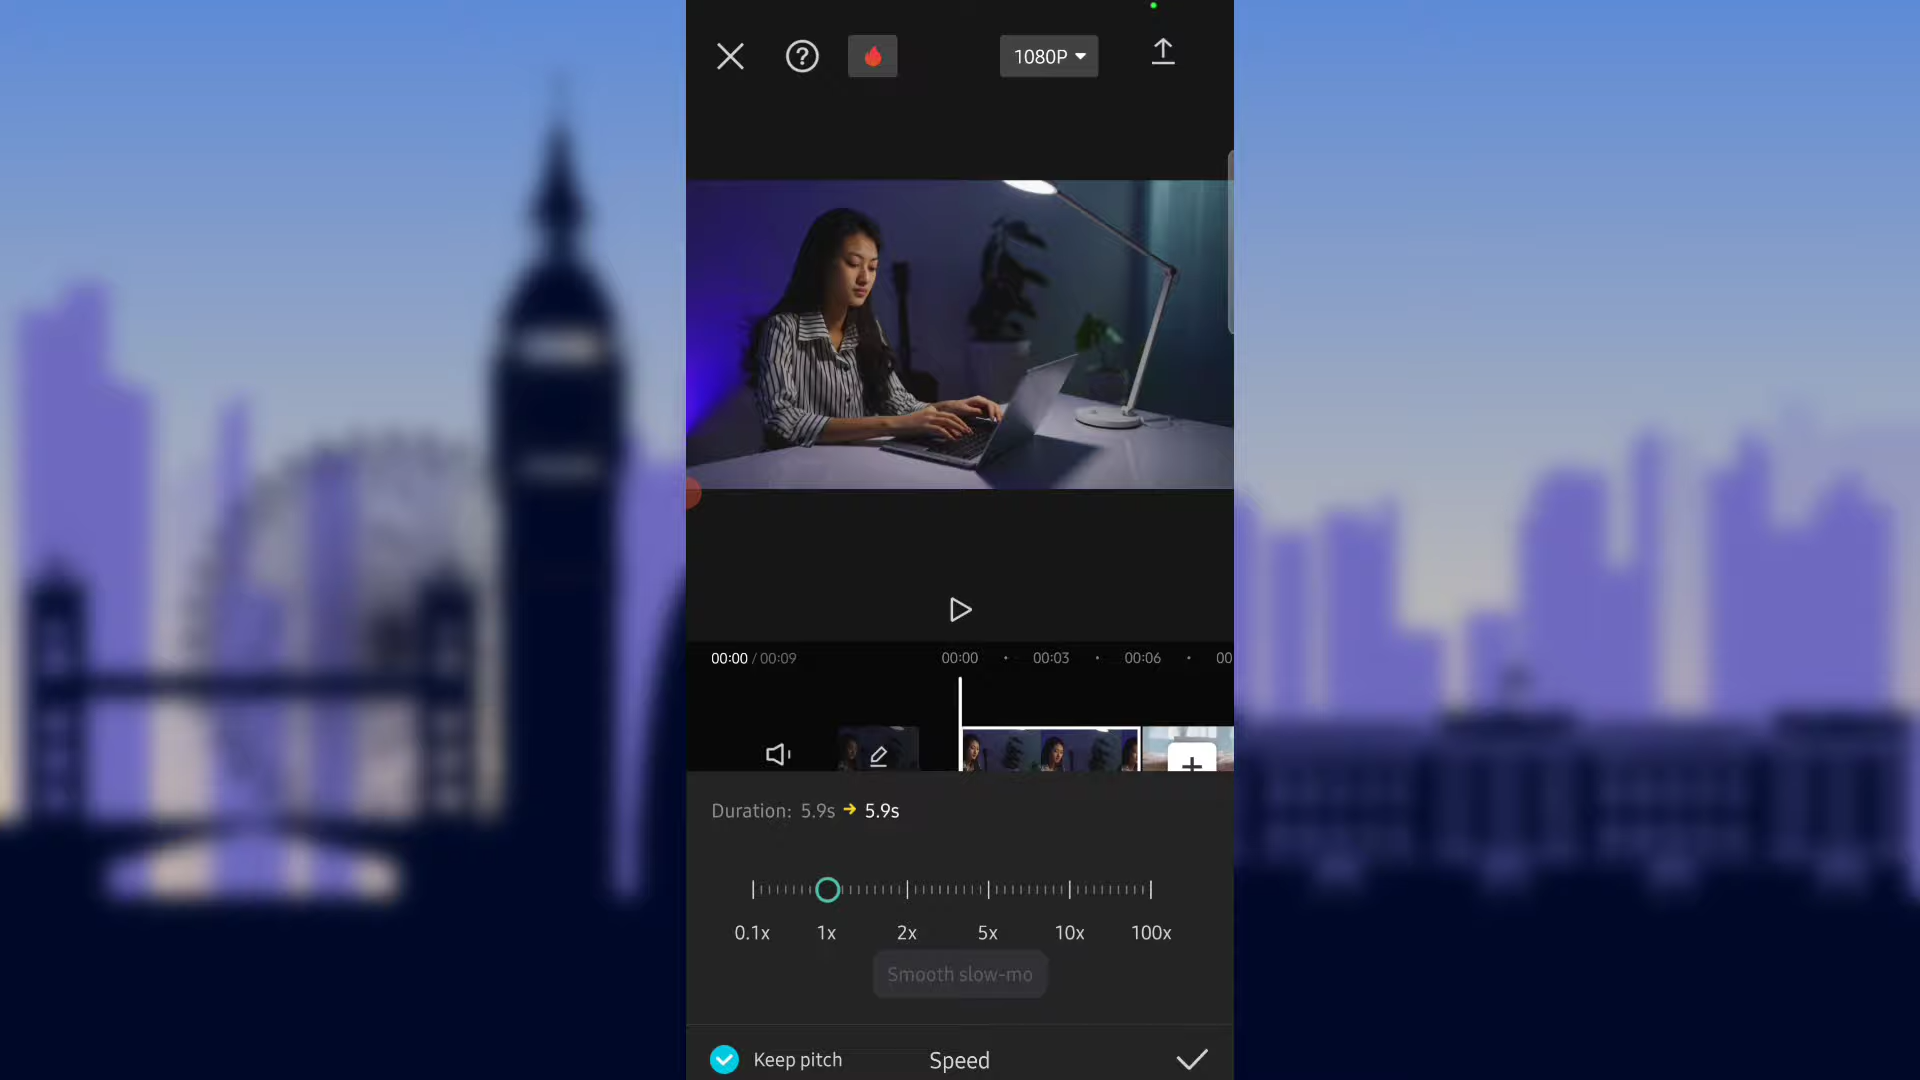 1080P
00:00 / 00:09
00:00 00:03 00:06 00
Duration: 5.9s 5.9s
0.1x 1x 2x 5x 10x 100x
Smooth slow-mo
Keep pitch Speed